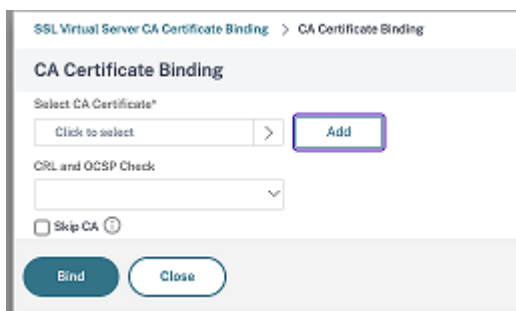 SSL Virtual Server CA Certificate Binding > CA Certificate Binding
CA Certificate Binding
Select CA Certificate*
Click to select > Add
CRL and OCSP Check
Skip CA
Bind Close